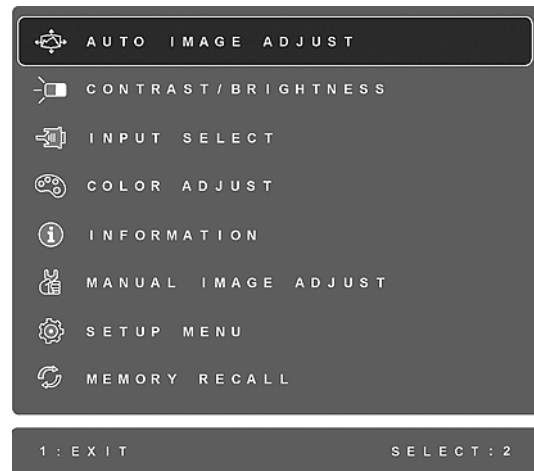 AUTO IMAGE ADJUST
CONTRAST/BRIGHTNESS
INPUT SELECT
COLOR ADJUST
INFORMATION
MANUAL IMAGE ADJUST
SETUP MENU
MEMORY RECALL
1:EXIT SELECT:2